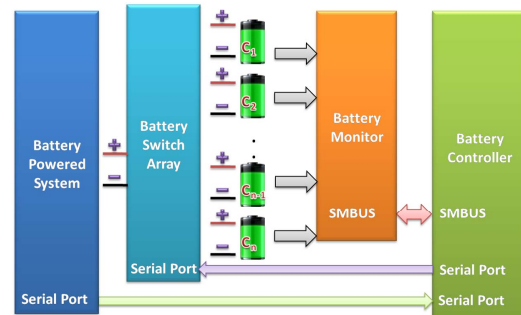 Battery
Powered
System
Serial Port
+
−
Battery
Switch
Array
Serial Port
+
−
C1
+
−
C2
.
.
+
−
Cn-1
+
−
Cn
Battery
Monitor
SMBUS
Battery
Controller
SMBUS
Serial Port
Serial Port